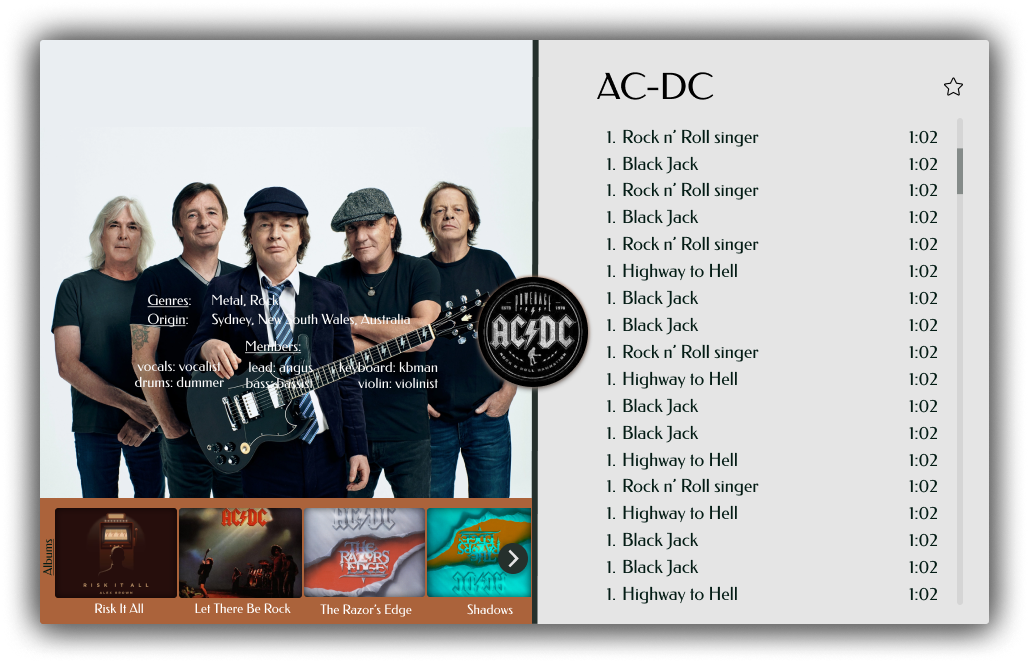 AC-DC
Genres: Metal, Rock
Origin: Sydney, New South Wales, Australia
Members:
vocals: vocalist lead: angus keyboard: kbman
drums: dummer bass: bassist violin: violinist
POWERAGE
AC DC
Albums
RISK IT ALL
ALEC BROWN
AC DC
AC DC
THE RAZORS EDGE
Risk It All
Let There Be Rock
The Razor's Edge
Shadows
1. Rock n' Roll singer 1:02
1. Black Jack 1:02
1. Rock n' Roll singer 1:02
1. Black Jack 1:02
1. Rock n' Roll singer 1:02
1. Highway to Hell 1:02
1. Black Jack 1:02
1. Black Jack 1:02
1. Rock n' Roll singer 1:02
1. Highway to Hell 1:02
1. Black Jack 1:02
1. Black Jack 1:02
1. Highway to Hell 1:02
1. Rock n' Roll singer 1:02
1. Highway to Hell 1:02
1. Black Jack 1:02
1. Black Jack 1:02
1. Highway to Hell 1:02